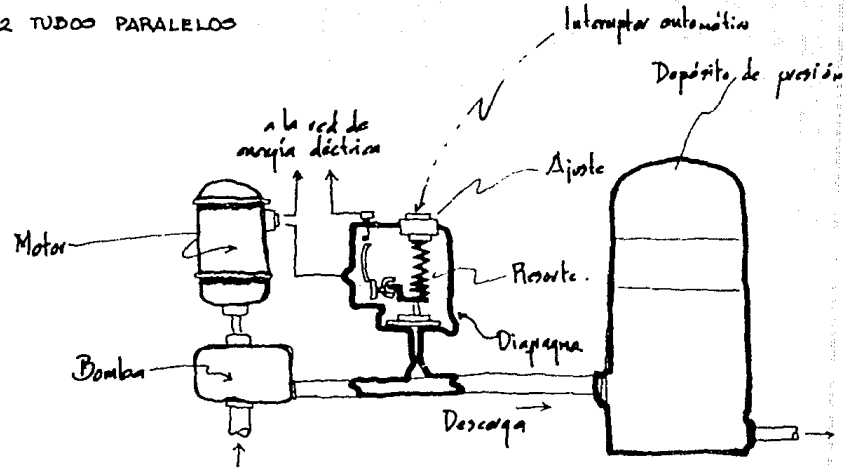 2 TUBOS PARALELOS
Interruptor automático
Depósito de presión
a la red de
energía eléctrica
Ajuste
Motor
Resorte.
Diafragma
Bomba
Descarga